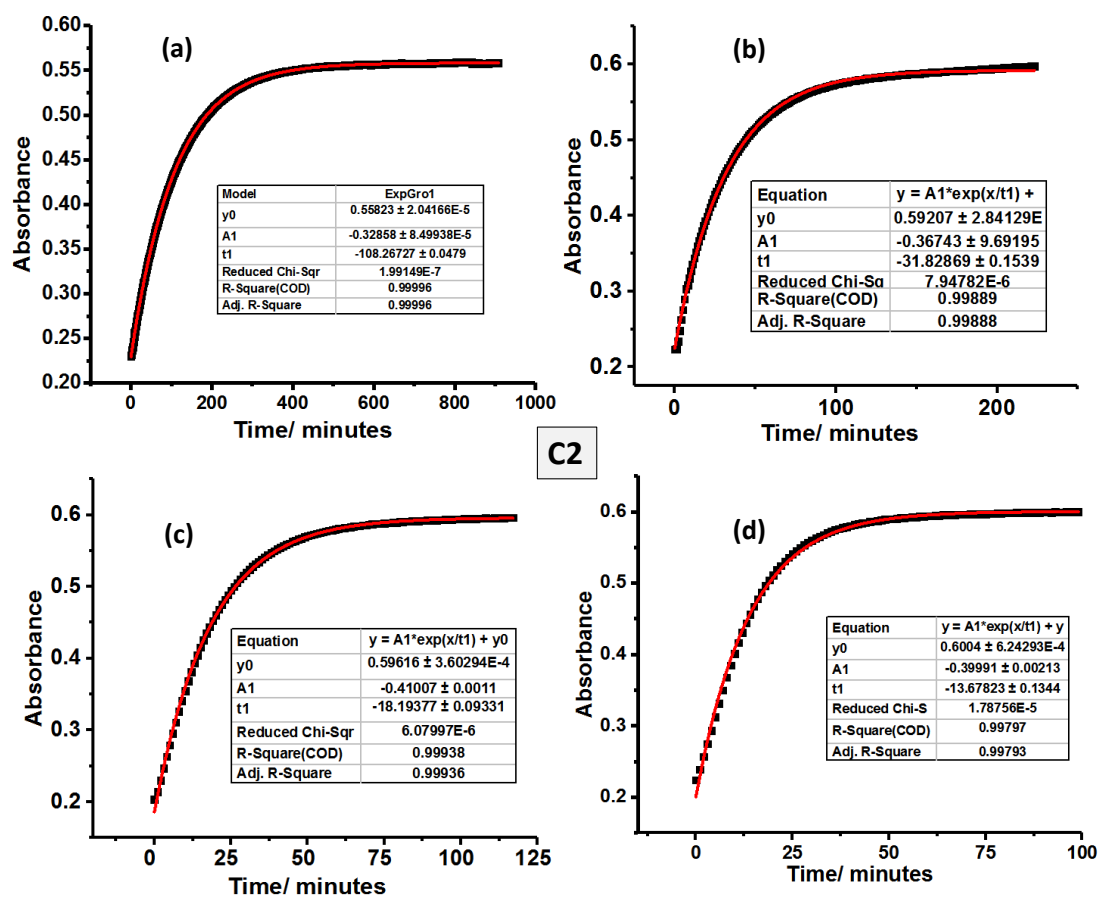 (a)
0.60
0.55
0.50
0.45
0.40
0.35
0.30
0.25
0.20
Absorbance
Model ExpGro1
y0 0.55823 ± 2.04166E-5
A1 -0.32858 ± 8.49938E-5
t1 -108.26727 ± 0.0479
Reduced Chi-Sqr 1.99149E-7
R-Square(COD) 0.99996
Adj. R-Square 0.99996
0 200 400 600 800 1000
Time/ minutes
(b)
0.6
0.5
0.4
0.3
0.2
Absorbance
Equation y = A1*exp(x/t1) +
y0 0.59207 ± 2.84129E
A1 -0.36743 ± 9.69195
t1 -31.82869 ± 0.1539
Reduced Chi-Sq 7.94782E-6
R-Square(COD) 0.99889
Adj. R-Square 0.99888
0 100 200
Time/ minutes
C2
(c)
0.6
0.5
0.4
0.3
0.2
Absorbance
Equation y = A1*exp(x/t1) + y0
y0 0.59616 ± 3.60294E-4
A1 -0.41007 ± 0.0011
t1 -18.19377 ± 0.09331
Reduced Chi-Sqr 6.07997E-6
R-Square(COD) 0.99938
Adj. R-Square 0.99936
0 25 50 75 100 125
Time/ minutes
(d)
0.6
0.5
0.4
0.3
0.2
Absorbance
Equation y = A1*exp(x/t1) + y
y0 0.6004 ± 6.24293E-4
A1 -0.39991 ± 0.00213
t1 -13.67823 ± 0.1344
Reduced Chi-S 1.78756E-5
R-Square(COD) 0.99797
Adj. R-Square 0.99793
0 25 50 75 100
Time/ minutes